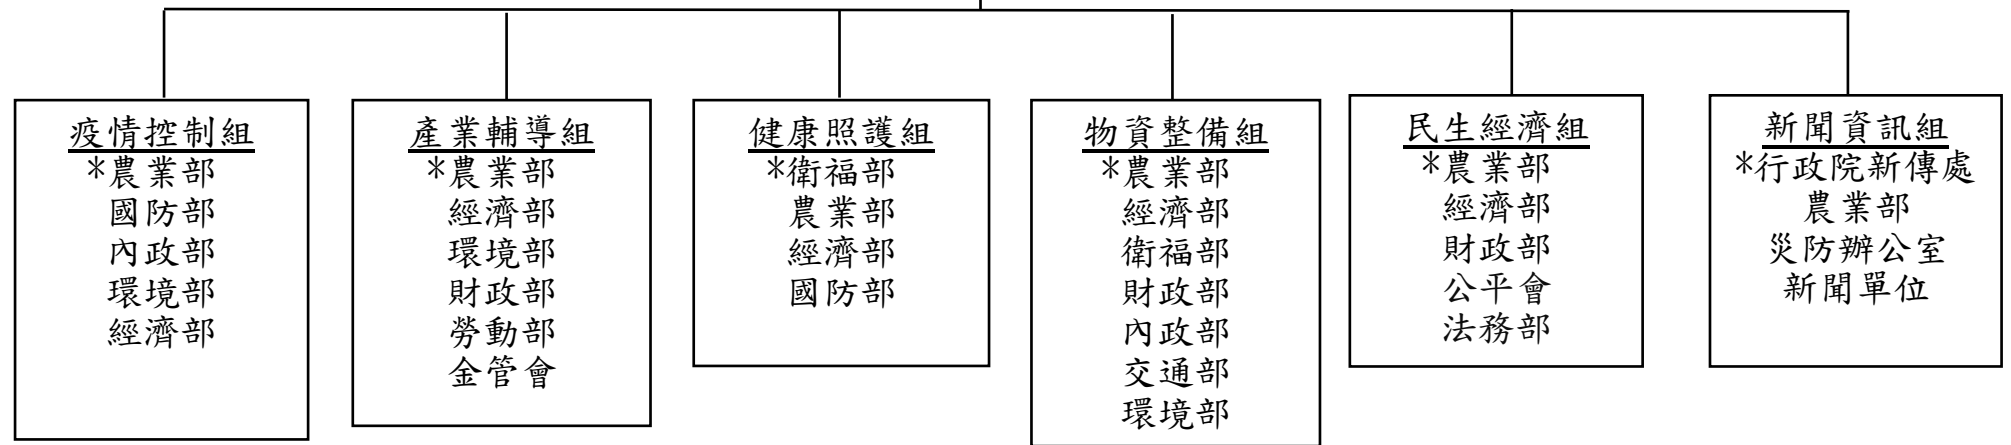 疫情控制組
*農業部
國防部
內政部
環境部
經濟部
產業輔導組
*農業部
經濟部
環境部
財政部
勞動部
金管會
健康照護組
*衛福部
農業部
經濟部
國防部
物資整備組
*農業部
經濟部
衛福部
財政部
內政部
交通部
環境部
民生經濟組
*農業部
經濟部
財政部
公平會
法務部
新聞資訊組
*行政院新傳處
農業部
災防辦公室
新聞單位